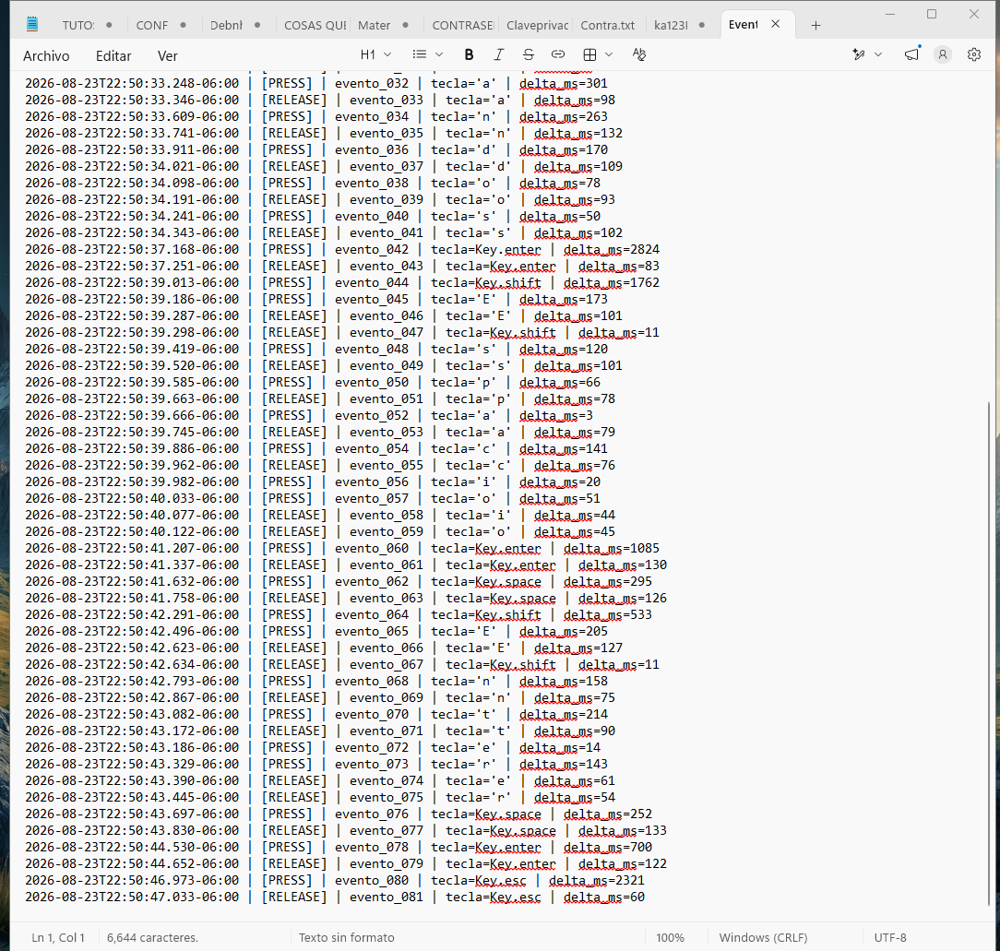 TUTO: CONF Debnl COSAS QUE Mater CONTRASEI Claveprivac Contra.txt ka123l Event
Archivo Editar Ver H1
2026-08-23T22:50:33.248-06:00 | [PRESS] | evento_032 | tecla='a' | delta_ms=301
2026-08-23T22:50:33.346-06:00 | [RELEASE] | evento_033 | tecla='a' | delta_ms=98
2026-08-23T22:50:33.609-06:00 | [PRESS] | evento_034 | tecla='n' | delta_ms=263
2026-08-23T22:50:33.741-06:00 | [RELEASE] | evento_035 | tecla='n' | delta_ms=132
2026-08-23T22:50:33.911-06:00 | [PRESS] | evento_036 | tecla='d' | delta_ms=170
2026-08-23T22:50:34.021-06:00 | [RELEASE] | evento_037 | tecla='d' | delta_ms=109
2026-08-23T22:50:34.098-06:00 | [PRESS] | evento_038 | tecla='o' | delta_ms=78
2026-08-23T22:50:34.191-06:00 | [RELEASE] | evento_039 | tecla='o' | delta_ms=93
2026-08-23T22:50:34.241-06:00 | [PRESS] | evento_040 | tecla='s' | delta_ms=50
2026-08-23T22:50:34.343-06:00 | [RELEASE] | evento_041 | tecla='s' | delta_ms=102
2026-08-23T22:50:37.168-06:00 | [PRESS] | evento_042 | tecla=Key.enter | delta_ms=2824
2026-08-23T22:50:37.251-06:00 | [RELEASE] | evento_043 | tecla=Key.enter | delta_ms=83
2026-08-23T22:50:39.013-06:00 | [PRESS] | evento_044 | tecla=Key.shift | delta_ms=1762
2026-08-23T22:50:39.186-06:00 | [PRESS] | evento_045 | tecla='E' | delta_ms=173
2026-08-23T22:50:39.287-06:00 | [RELEASE] | evento_046 | tecla='E' | delta_ms=101
2026-08-23T22:50:39.298-06:00 | [RELEASE] | evento_047 | tecla=Key.shift | delta_ms=11
2026-08-23T22:50:39.419-06:00 | [PRESS] | evento_048 | tecla='s' | delta_ms=120
2026-08-23T22:50:39.520-06:00 | [RELEASE] | evento_049 | tecla='s' | delta_ms=101
2026-08-23T22:50:39.585-06:00 | [PRESS] | evento_050 | tecla='p' | delta_ms=66
2026-08-23T22:50:39.663-06:00 | [RELEASE] | evento_051 | tecla='p' | delta_ms=78
2026-08-23T22:50:39.666-06:00 | [PRESS] | evento_052 | tecla='a' | delta_ms=3
2026-08-23T22:50:39.745-06:00 | [RELEASE] | evento_053 | tecla='a' | delta_ms=79
2026-08-23T22:50:39.886-06:00 | [PRESS] | evento_054 | tecla='c' | delta_ms=141
2026-08-23T22:50:39.962-06:00 | [RELEASE] | evento_055 | tecla='c' | delta_ms=76
2026-08-23T22:50:39.982-06:00 | [PRESS] | evento_056 | tecla='i' | delta_ms=20
2026-08-23T22:50:40.033-06:00 | [PRESS] | evento_057 | tecla='o' | delta_ms=51
2026-08-23T22:50:40.077-06:00 | [RELEASE] | evento_058 | tecla='i' | delta_ms=44
2026-08-23T22:50:40.122-06:00 | [RELEASE] | evento_059 | tecla='o' | delta_ms=45
2026-08-23T22:50:41.207-06:00 | [PRESS] | evento_060 | tecla=Key.enter | delta_ms=1085
2026-08-23T22:50:41.337-06:00 | [RELEASE] | evento_061 | tecla=Key.enter | delta_ms=130
2026-08-23T22:50:41.632-06:00 | [PRESS] | evento_062 | tecla=Key.space | delta_ms=295
2026-08-23T22:50:41.758-06:00 | [RELEASE] | evento_063 | tecla=Key.space | delta_ms=126
2026-08-23T22:50:42.291-06:00 | [PRESS] | evento_064 | tecla=Key.shift | delta_ms=533
2026-08-23T22:50:42.496-06:00 | [PRESS] | evento_065 | tecla='E' | delta_ms=205
2026-08-23T22:50:42.623-06:00 | [RELEASE] | evento_066 | tecla='E' | delta_ms=127
2026-08-23T22:50:42.634-06:00 | [RELEASE] | evento_067 | tecla=Key.shift | delta_ms=11
2026-08-23T22:50:42.793-06:00 | [PRESS] | evento_068 | tecla='n' | delta_ms=158
2026-08-23T22:50:42.867-06:00 | [RELEASE] | evento_069 | tecla='n' | delta_ms=75
2026-08-23T22:50:43.082-06:00 | [PRESS] | evento_070 | tecla='t' | delta_ms=214
2026-08-23T22:50:43.172-06:00 | [RELEASE] | evento_071 | tecla='t' | delta_ms=90
2026-08-23T22:50:43.186-06:00 | [PRESS] | evento_072 | tecla='e' | delta_ms=14
2026-08-23T22:50:43.329-06:00 | [PRESS] | evento_073 | tecla='r' | delta_ms=143
2026-08-23T22:50:43.390-06:00 | [RELEASE] | evento_074 | tecla='e' | delta_ms=61
2026-08-23T22:50:43.445-06:00 | [RELEASE] | evento_075 | tecla='r' | delta_ms=54
2026-08-23T22:50:43.697-06:00 | [PRESS] | evento_076 | tecla=Key.space | delta_ms=252
2026-08-23T22:50:43.830-06:00 | [RELEASE] | evento_077 | tecla=Key.space | delta_ms=133
2026-08-23T22:50:44.530-06:00 | [PRESS] | evento_078 | tecla=Key.enter | delta_ms=700
2026-08-23T22:50:44.652-06:00 | [RELEASE] | evento_079 | tecla=Key.enter | delta_ms=122
2026-08-23T22:50:46.973-06:00 | [PRESS] | evento_080 | tecla=Key.esc | delta_ms=2321
2026-08-23T22:50:47.033-06:00 | [RELEASE] | evento_081 | tecla=Key.esc | delta_ms=60
Ln 1, Col 1 6,644 caracteres. Texto sin formato 100% Windows (CRLF) UTF-8